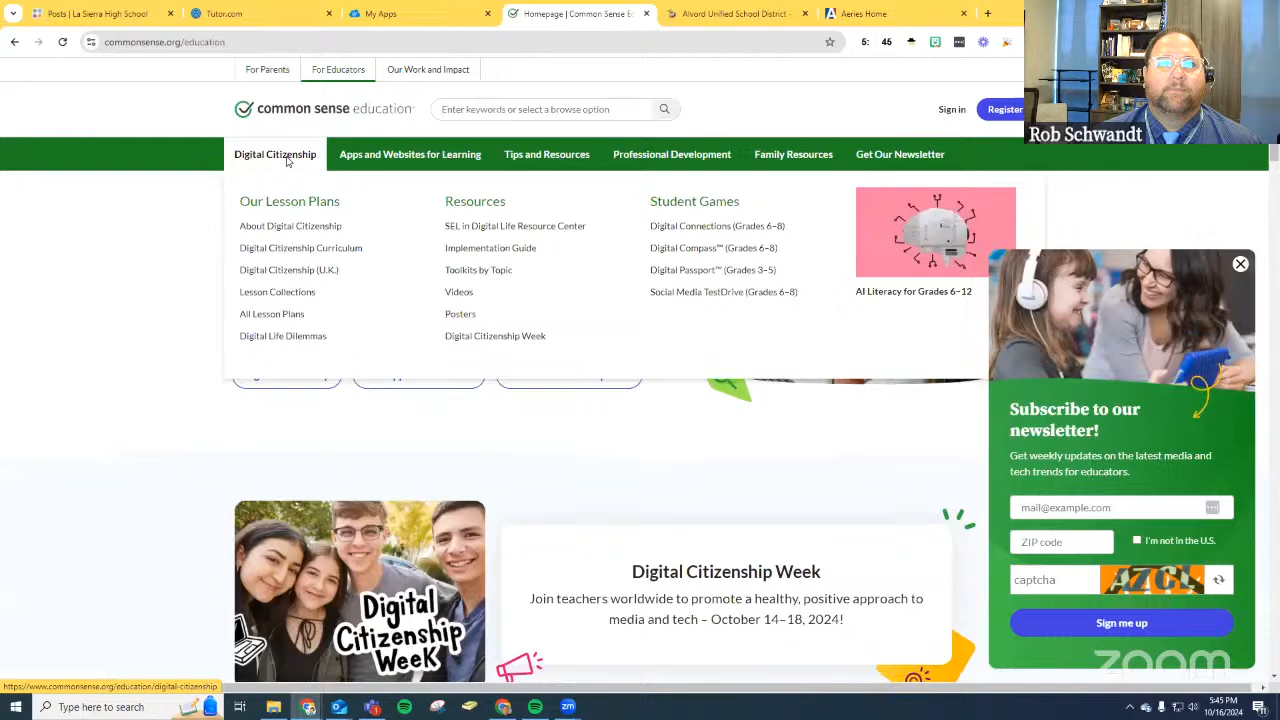 Posts | La Sierra High School
Tutor.com
My Apps
Homepage | Common Sense Ec
Alvord Unified School District -
Aeries Home
commonsense.org/education
5:
45
For Parents
For Educators
Our Work and Impact
common sense education
Enter keywords or select a browse option
Sign in
Register
Rob Schwandt
Digital Citizenship
Apps and Websites for Learning
Tips and Resources
Professional Development
Family Resources
Get Our Newsletter
Our Lesson Plans
About Digital Citizenship
Digital Citizenship Curriculum
Digital Citizenship (U.K.)
Lesson Collections
All Lesson Plans
Digital Life Dilemmas
Resources
SEL in Digital Life Resource Center
Implementation Guide
Toolkits by Topic
Videos
Posters
Digital Citizenship Week
Student Games
Digital Connections (Grades 6–8)
Digital Compass™ (Grades 6–8)
Digital Passport™ (Grades 3–5)
Social Media TestDrive (Grades 6–8)
AI Literacy for Grades 6–12
Subscribe to our
newsletter!
Get weekly updates on the latest media and
tech trends for educators.
mail@example.com
ZIP code
I'm not in the U.S.
captcha
AZCL
Sign me up
Digital
Citizenship
Week
Digital Citizenship Week
Join teachers worldwide to promote a healthy, positive approach to
media and tech – October 14–18, 2024!
zoom
https://www.commonsense.org/education/digital-citizenship
Type here to search
5:45 PM
10/16/2024